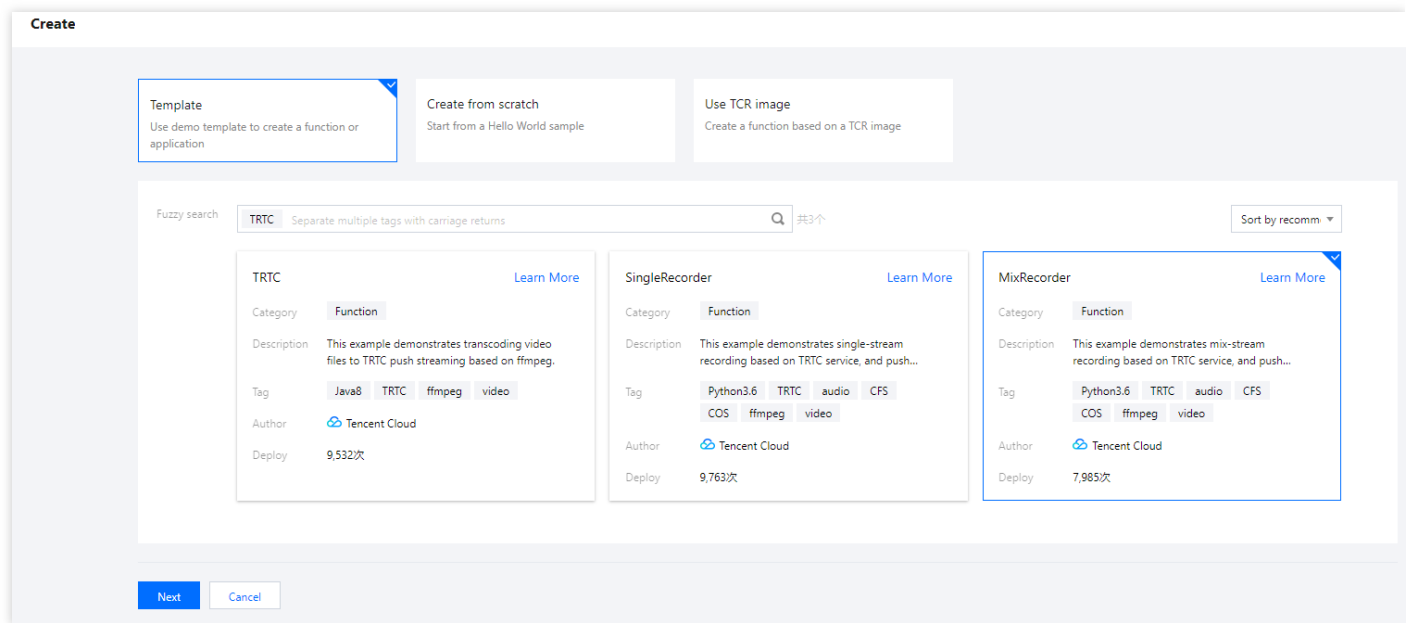 Create
Template
Use demo template to create a function or
application
Create from scratch
Start from a Hello World sample
Use TCR image
Create a function based on a TCR image
Fuzzy search
TRTC Separate multiple tags with carriage returns
共3个
Sort by recomm
TRTC Learn More
Category Function
Description This example demonstrates transcoding video
files to TRTC push streaming based on ffmpeg.
Tag Java8 TRTC ffmpeg video
Author Tencent Cloud
Deploy 9,532次
SingleRecorder Learn More
Category Function
Description This example demonstrates single-stream
recording based on TRTC service, and push...
Tag Python3.6 TRTC audio CFS
COS ffmpeg video
Author Tencent Cloud
Deploy 9,763次
MixRecorder Learn More
Category Function
Description This example demonstrates mix-stream
recording based on TRTC service, and push...
Tag Python3.6 TRTC audio CFS
COS ffmpeg video
Author Tencent Cloud
Deploy 7,985次
Next
Cancel